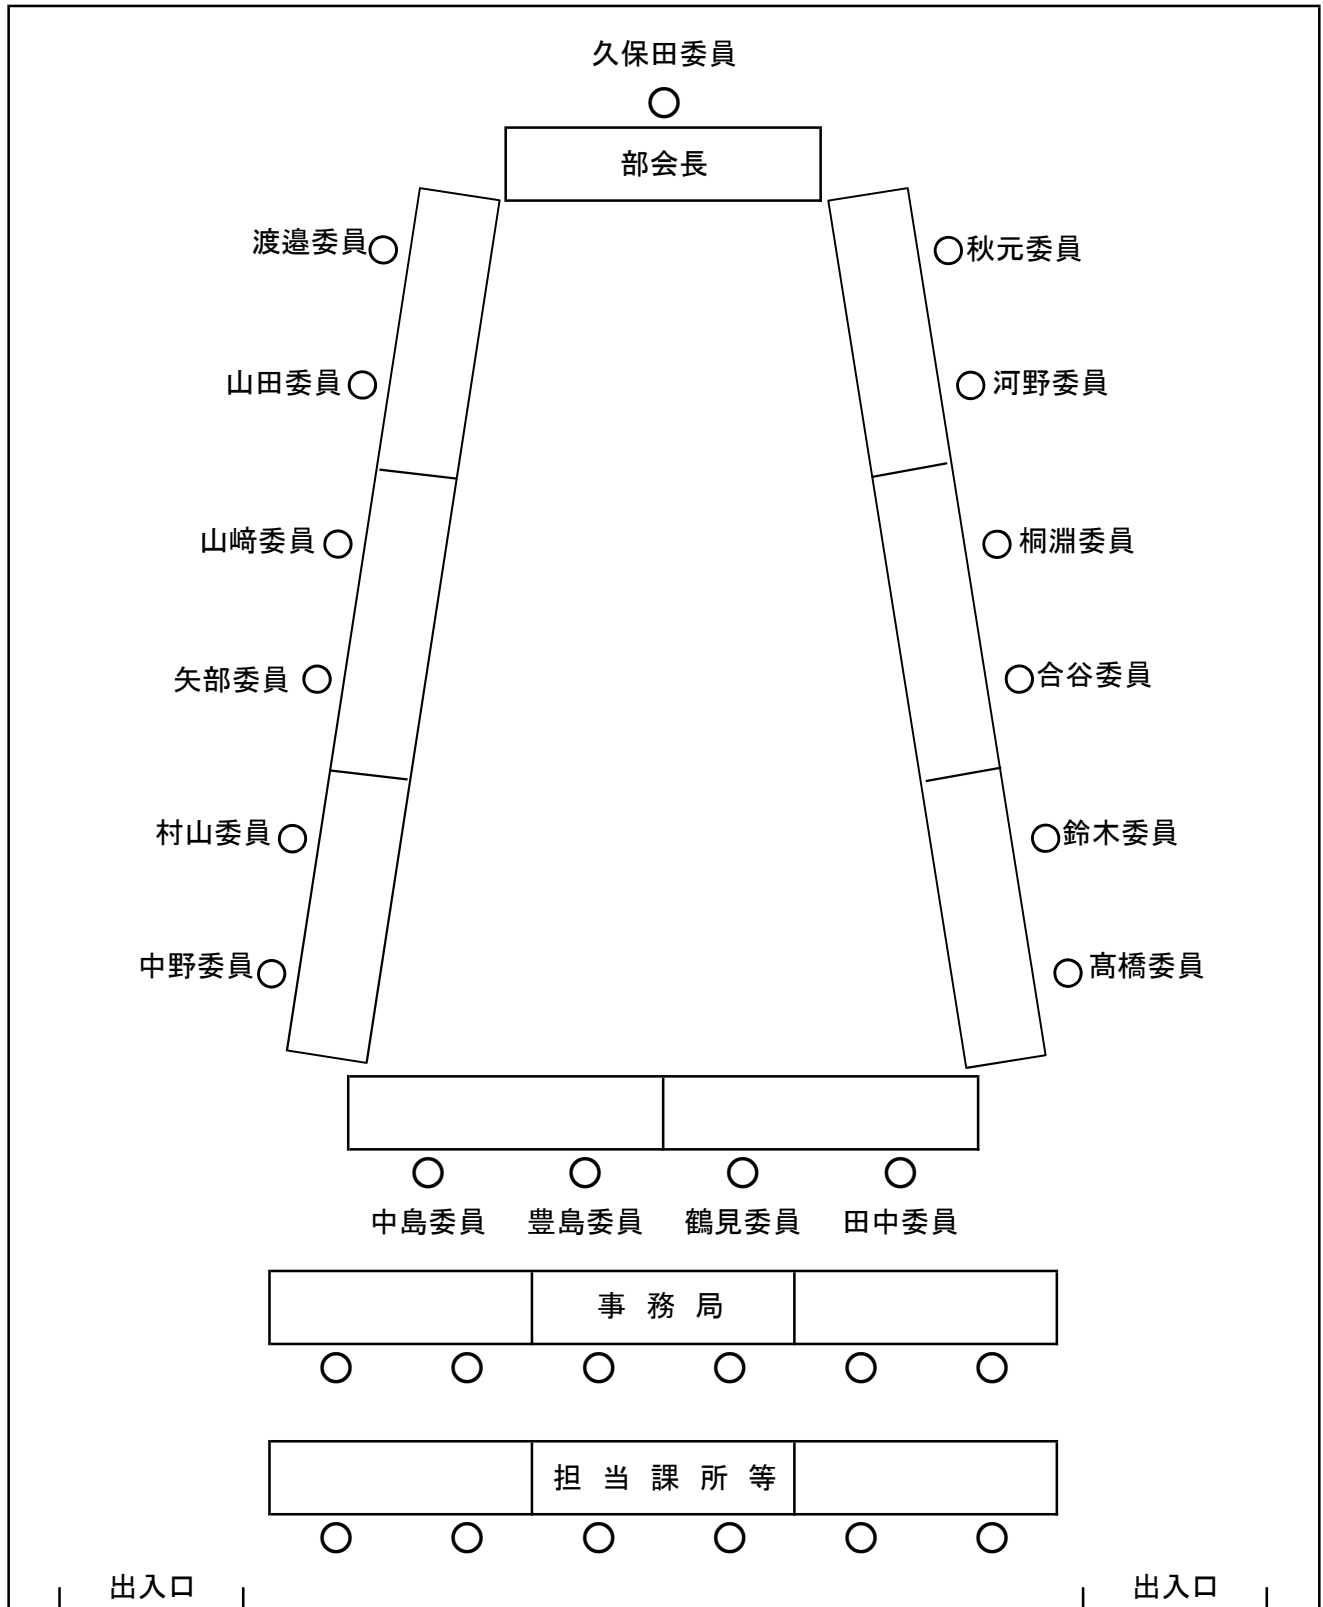 久保田委員
部会長
渡邉委員
秋元委員
山田委員
河野委員
山﨑委員
桐淵委員
矢部委員
合谷委員
村山委員
鈴木委員
中野委員
髙橋委員
中島委員 豊島委員 鶴見委員 田中委員
事務局
担当課所等
出入口 出入口